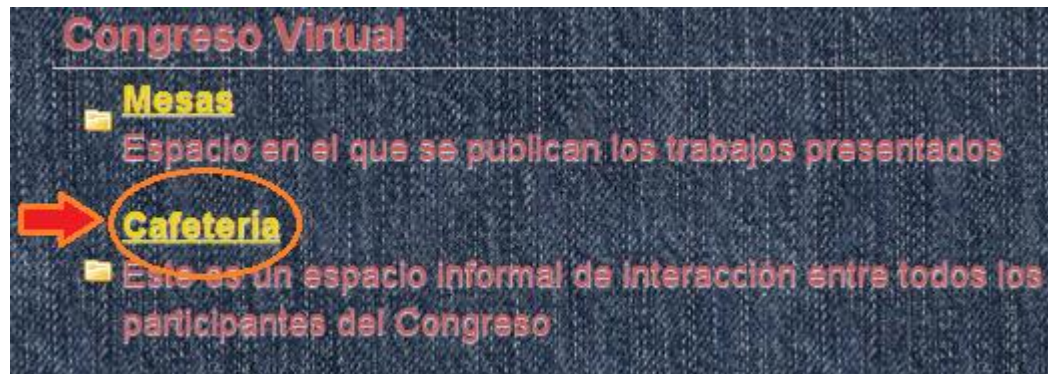 Congreso Virtual
Mesas
Espacio en el que se publican los trabajos presentados
Cafeteria
Este es un espacio informal de interacción entre todos los
participantes del Congreso